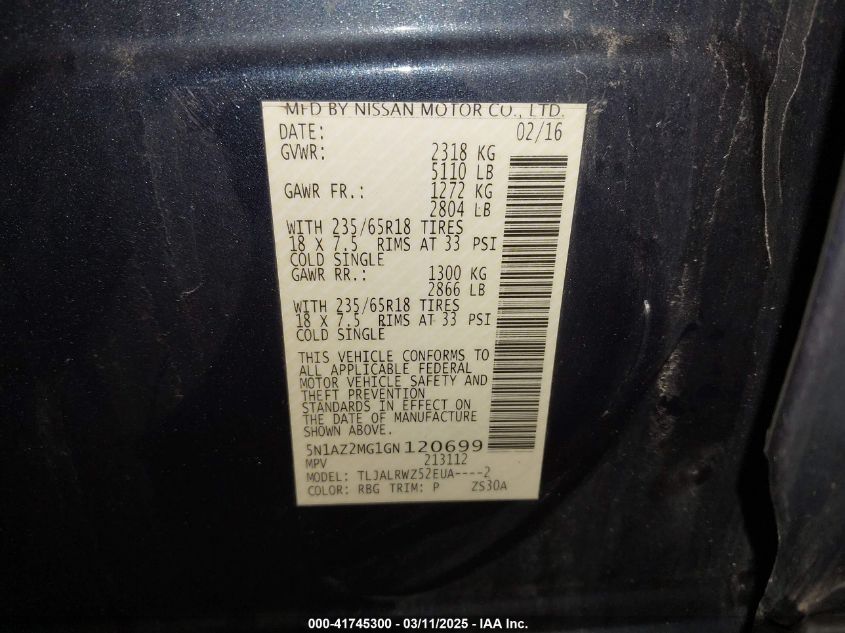 MFD BY NISSAN MOTOR CO., LTD.
DATE: 02/16
GVWR: 2318 KG
5110 LB
GAWR FR.: 1272 KG
2804 LB
WITH 235/65R18 TIRES
18 X 7.5 RIMS AT 33 PSI
COLD SINGLE
GAWR RR.: 1300 KG
2866 LB
WITH 235/65R18 TIRES
18 X 7.5 RIMS AT 33 PSI
COLD SINGLE
THIS VEHICLE CONFORMS TO
ALL APPLICABLE FEDERAL
MOTOR VEHICLE SAFETY AND
THEFT PREVENTION
STANDARDS IN EFFECT ON
THE DATE OF MANUFACTURE
SHOWN ABOVE.
5N1AZ2MG1GN120699
MPV 213112
MODEL: TLJALRWZ52EUA----2
COLOR: RBG TRIM: P ZS30A
000-41745300 - 03/11/2025 - IAA Inc.